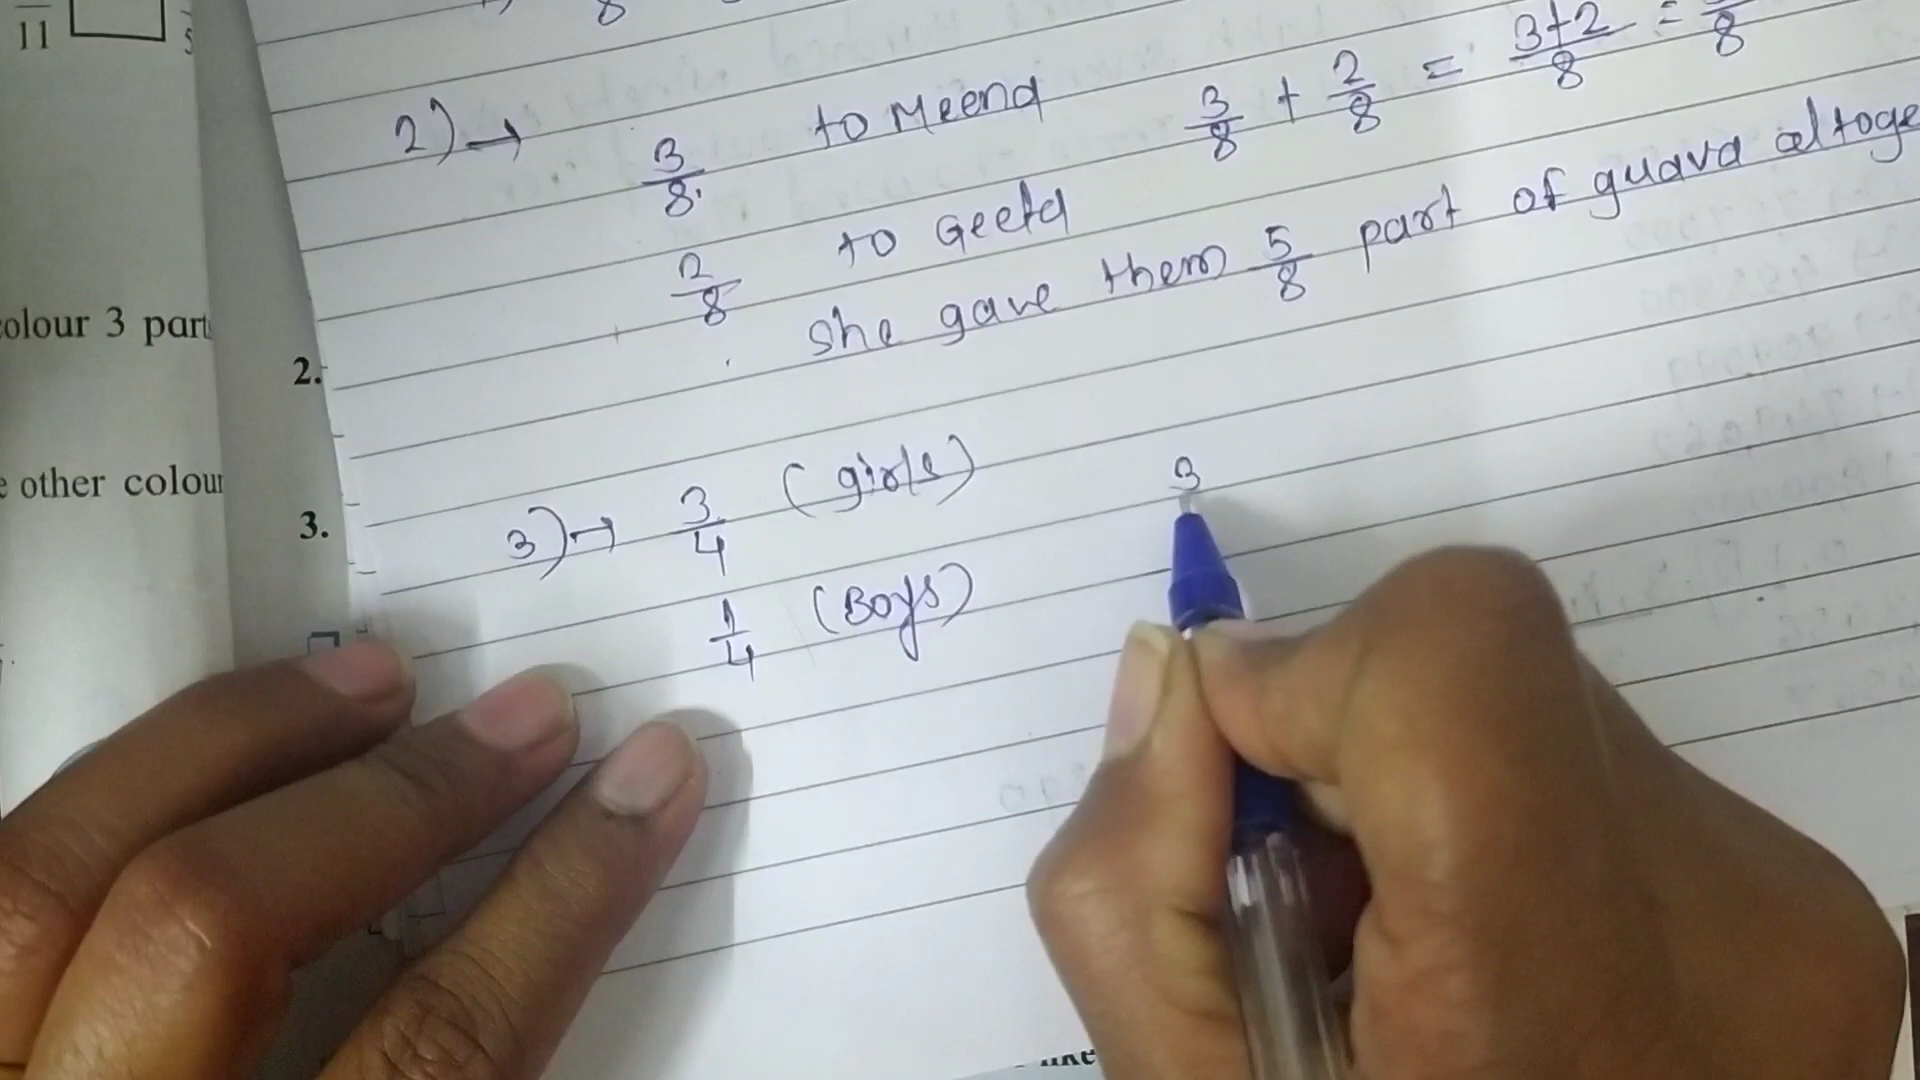 11
8
2) → 3/8 to Meena 3/8 + 2/8 = 3+2/8 =
8
2/8 to Geeta
She gave them 5/8 part of guava altoge
colour 3 part
2.
e other colour
3.
3) → 3/4 (girls) 3
1/4 (Boys)